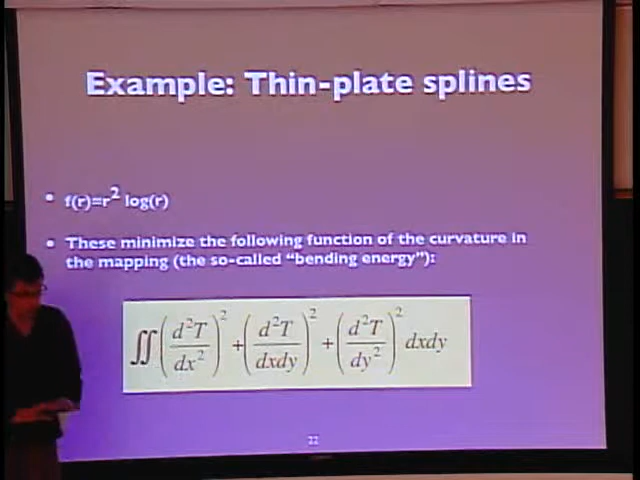 Example: Thin-plate splines
• f(r)=r² log(r)
• These minimize the following function of the curvature in
the mapping (the so-called “bending energy”):
∬(d²T/dx²)²+(d²T/dxdy)²+(d²T/dy²)² dxdy
22